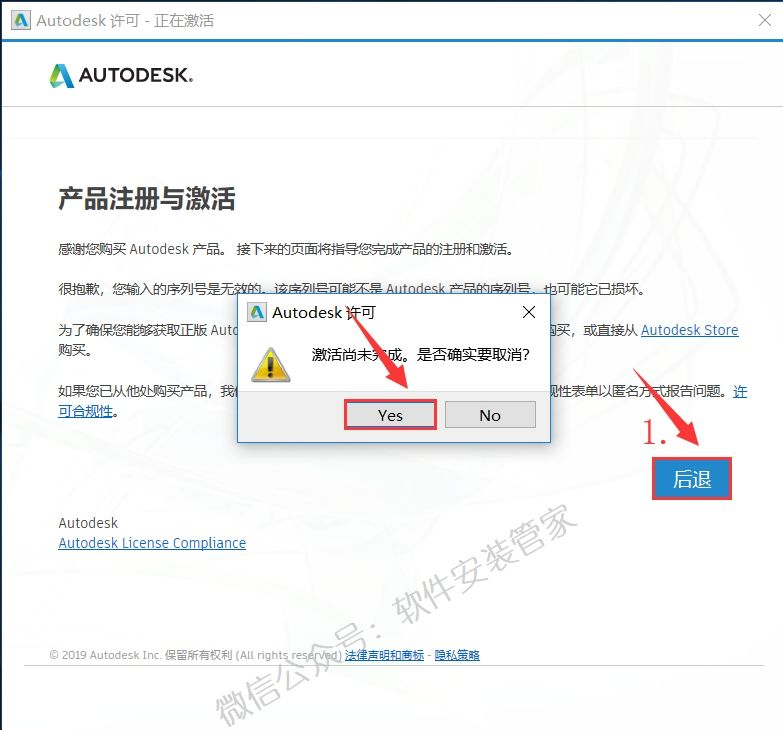 Autodesk 许可 - 正在激活
AUTODESK.
产品注册与激活
感谢您购买 Autodesk 产品。 接下来的页面将指导您完成产品的注册和激活。
很抱歉，您输入的序列号是无效的。该序列号可能不是 Autodesk 产品的序列号，也可能它已损坏。
Autodesk 许可
为了确保您能够获取正版 Auto
购买，或直接从 Autodesk Store
购买。
激活尚未完成。是否确实要取消?
如果您已从他处购买产品，我
规性表单以匿名方式报告问题。许
可合规性。
Yes
No
1.
后退
Autodesk
Autodesk License Compliance
© 2019 Autodesk Inc. 保留所有权利 (All rights reserved) 法律声明和商标 - 隐私策略
微信公众号：软件安装管家